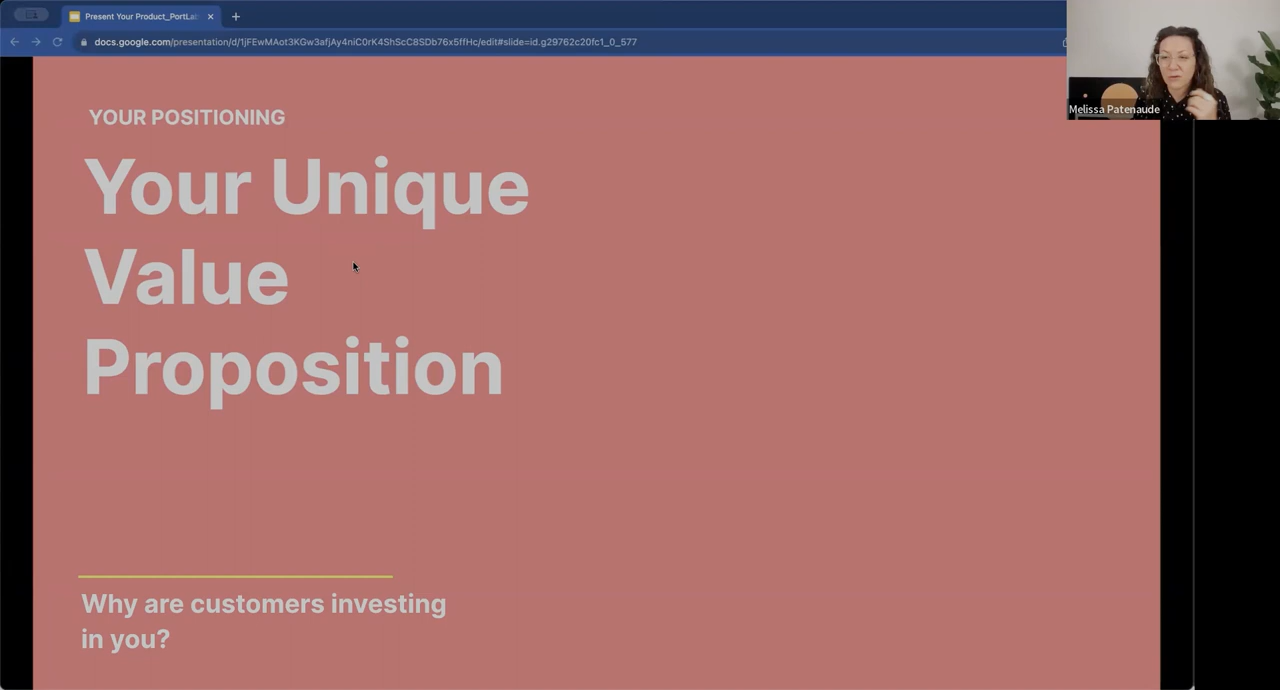 Present Your Product_PortLa
docs.google.com/presentation/d/1jFEwMAot3KGw3afjAy4niC0rK4ShScC8SDb76x5ffHc/edit#slide=id.g29762c20fc1_0_577
Melissa Patenaude
YOUR POSITIONING
Your Unique
Value
Proposition
Why are customers investing
in you?